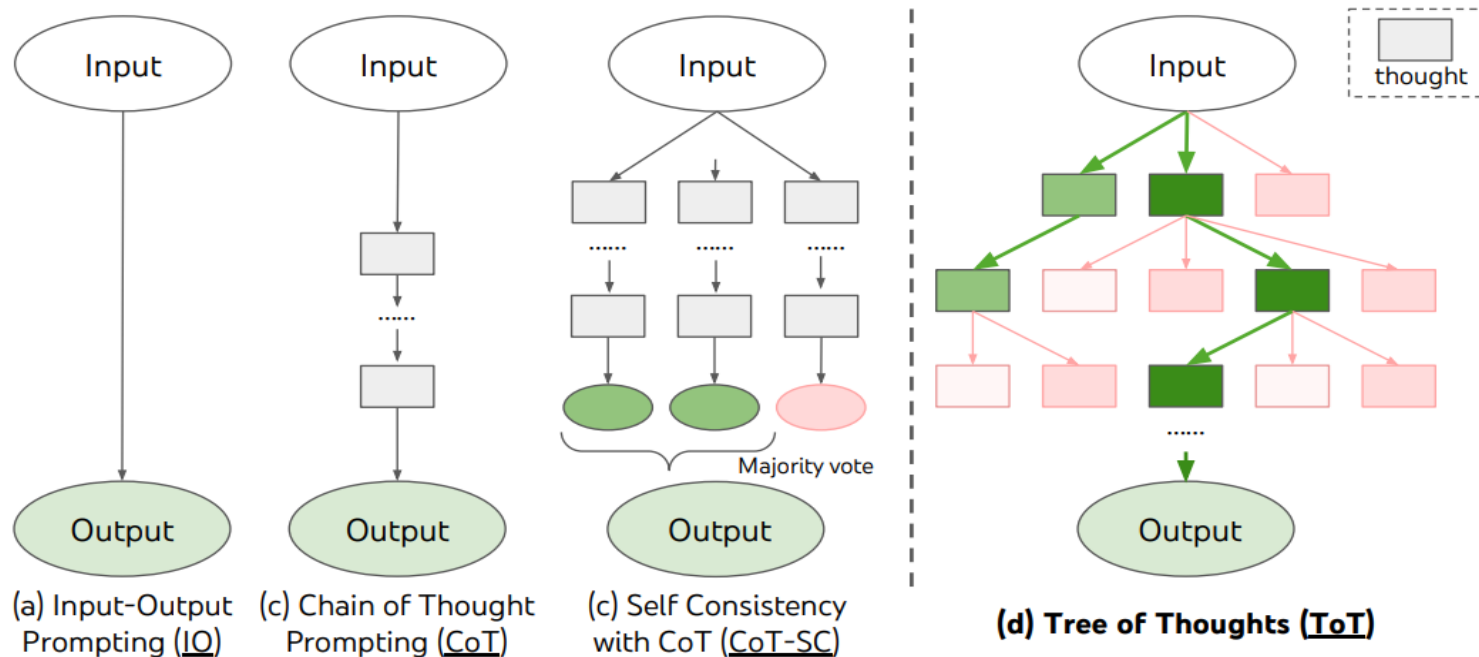 Input
Input
Input
Input
thought
......
......
......
......
......
Majority vote
Output
Output
Output
Output
(a) Input-Output
Prompting (IO)
(c) Chain of Thought
Prompting (CoT)
(c) Self Consistency
with CoT (CoT-SC)
(d) Tree of Thoughts (ToT)